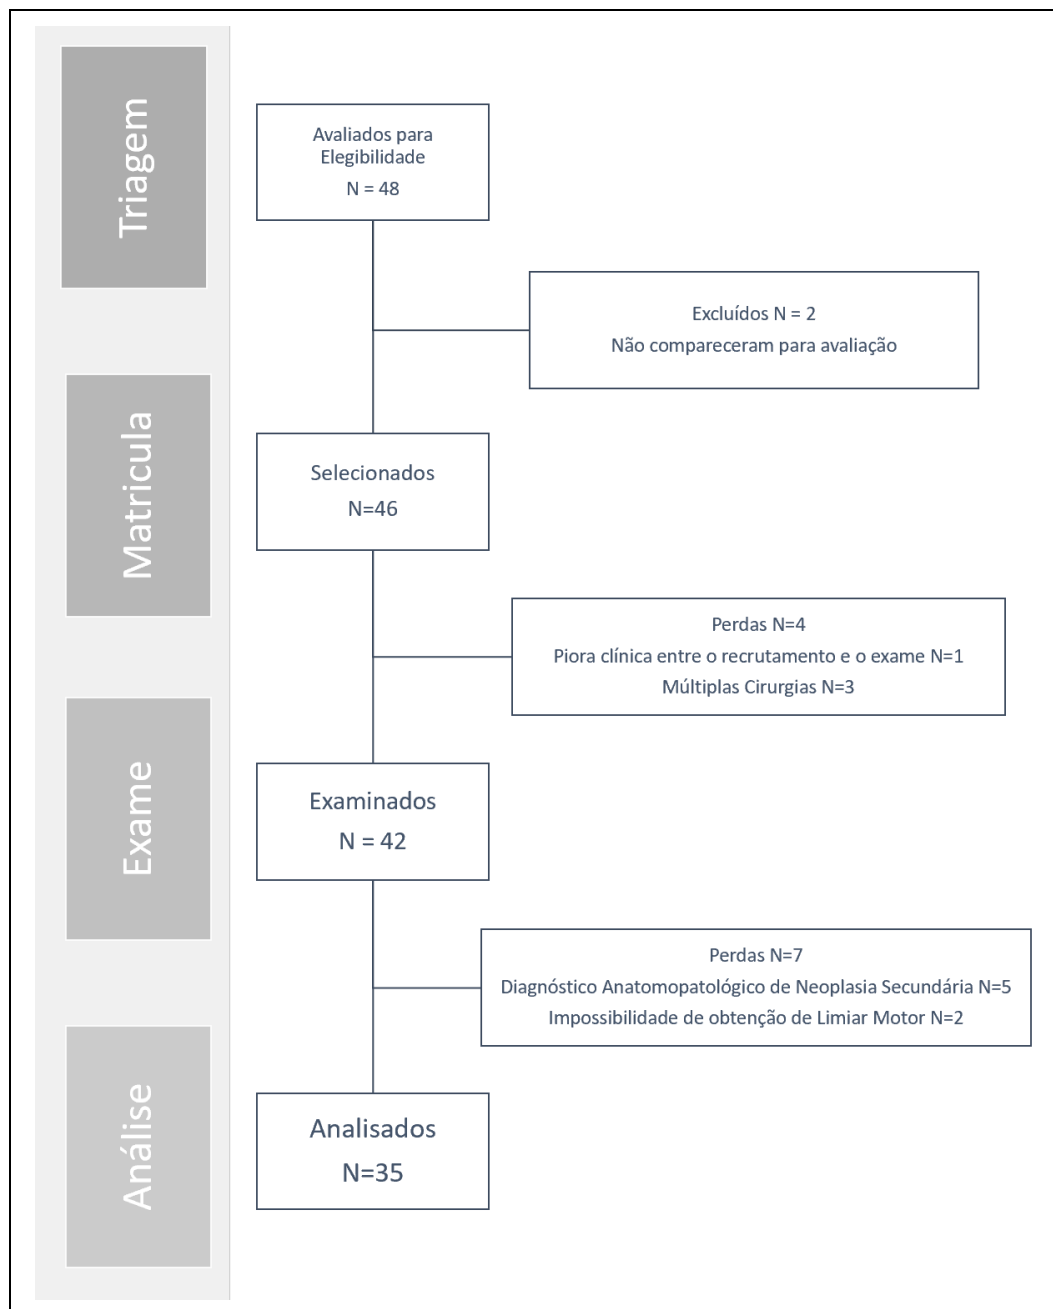 Triagem
Avaliados para
Elegibilidade
N = 48
Excluídos N = 2
Não compareceram para avaliação
Matricula
Selecionados
N=46
Perdas N=4
Piora clínica entre o recrutamento e o exame N=1
Múltiplas Cirurgias N=3
Exame
Examinados
N = 42
Perdas N=7
Diagnóstico Anatomopatológico de Neoplasia Secundária N=5
Impossibilidade de obtenção de Limiar Motor N=2
Análise
Analisados
N=35